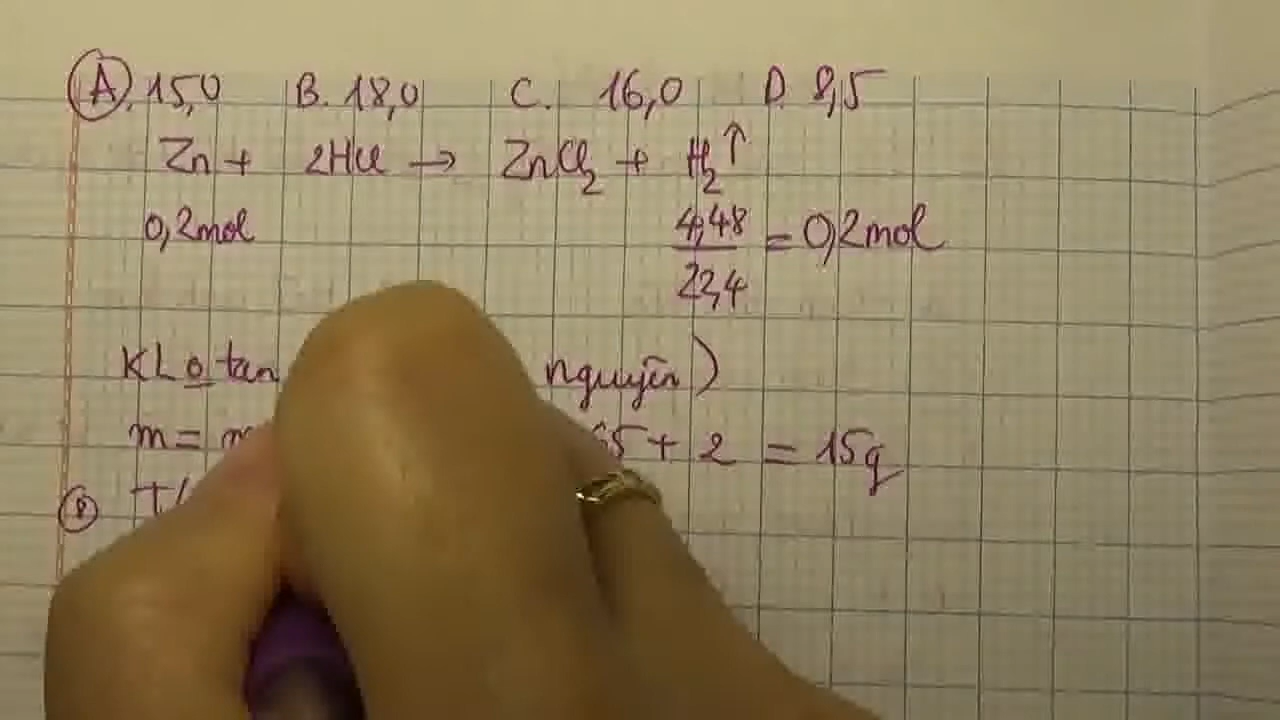 A. 15,0 B. 18,0 C. 16,0 D. 8,5
Zn + 2HCl → ZnCl₂ + H₂↑
0,2mol 4,48/22,4 = 0,2mol
KL o tan nguyên)
m = + 2 = 15g
8